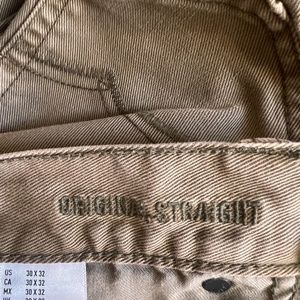 ORIGINAL STRAIGHT
US 30 X 32
CA 30 X 32
MX 30 X 32